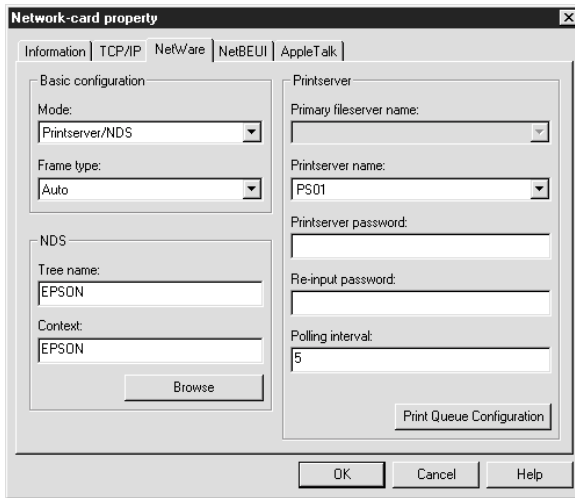 Network-card property
Information TCP/IP NetWare NetBEUI AppleTalk
Basic configuration
Mode:
Printserver/NDS
Frame type:
Auto
NDS
Tree name:
EPSON
Context:
EPSON
Browse
Printserver
Primary fileserver name:
Printserver name:
PS01
Printserver password:
Re-input password:
Polling interval:
5
Print Queue Configuration
OK Cancel Help